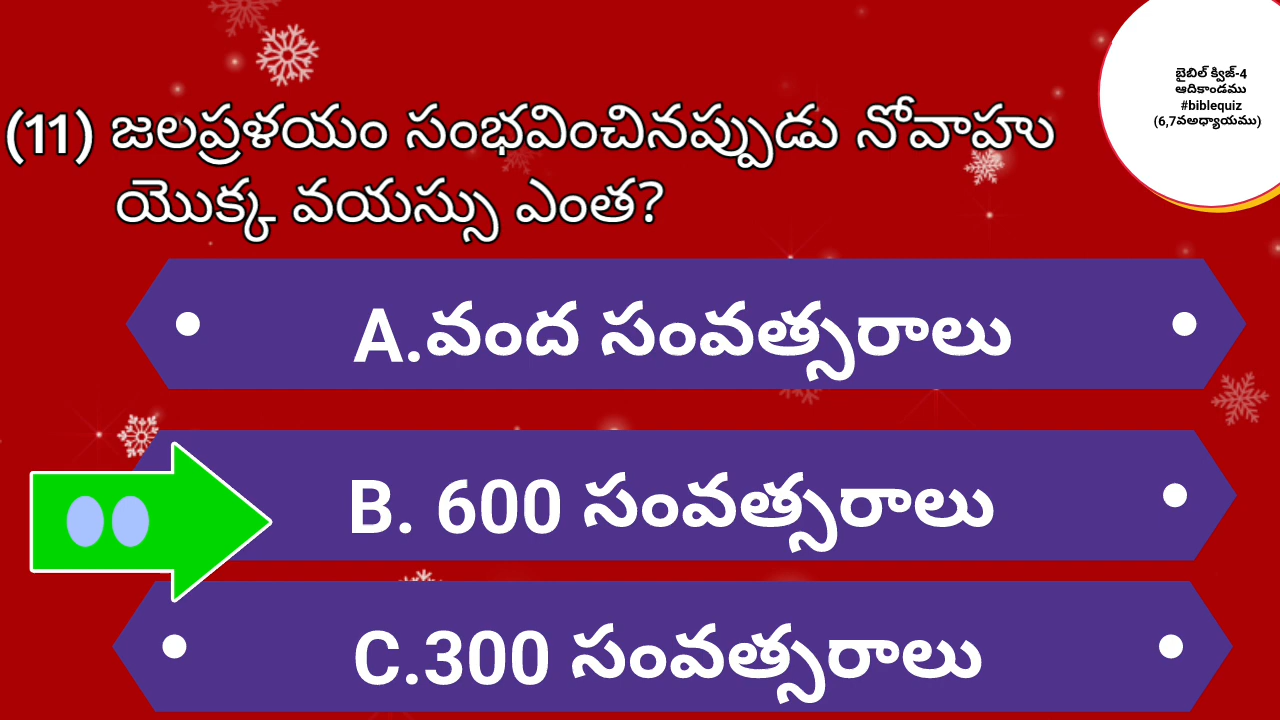 (11) జలప్రళయం సంభవించినప్పుడు నోవాహు
యొక్క వయస్సు ఎంత?
బైబిల్ క్విజ్-4
ఆదికాండము
#biblequiz
(6,7వఅధ్యాయము)
A.వంద సంవత్సరాలు
B. 600 సంవత్సరాలు
C.300 సంవత్సరాలు